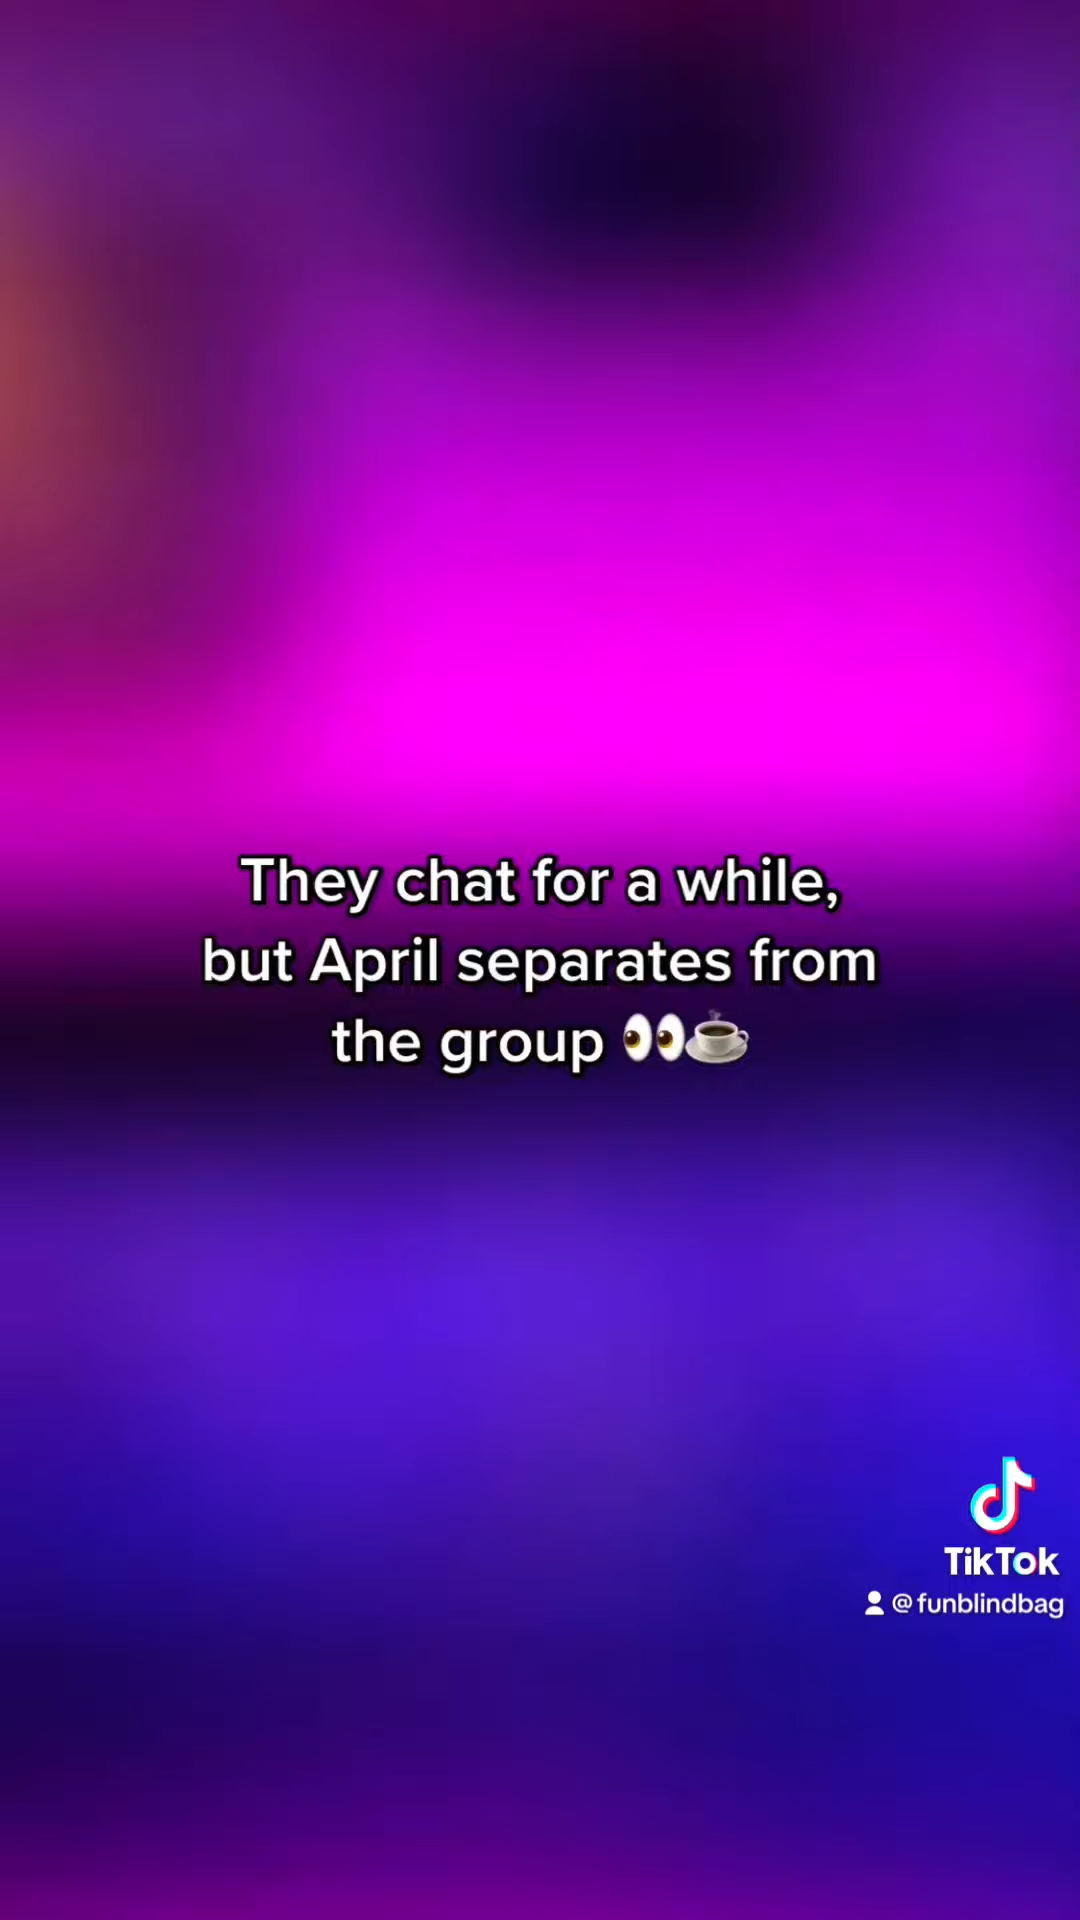 They chat for a while,
but April separates from
the group 👀☕
TikTok
@funblindbag